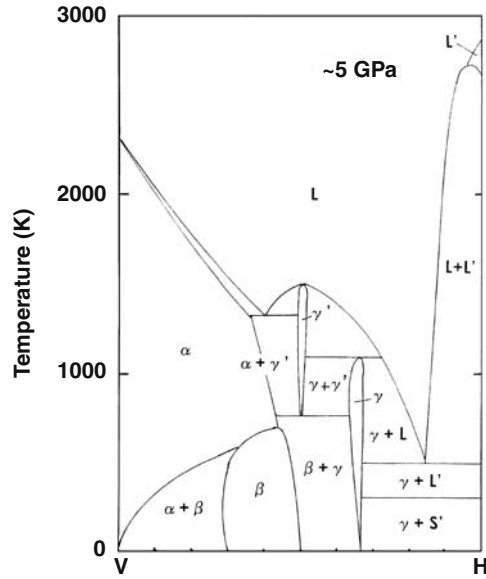 3000
L'
~5 GPa
Temperature (K)
2000
L
L+L'
γ'
1000
α
α + γ'
γ+γ'
γ
γ + L
β
β + γ
γ + L'
α + β
γ + S'
0
V
H